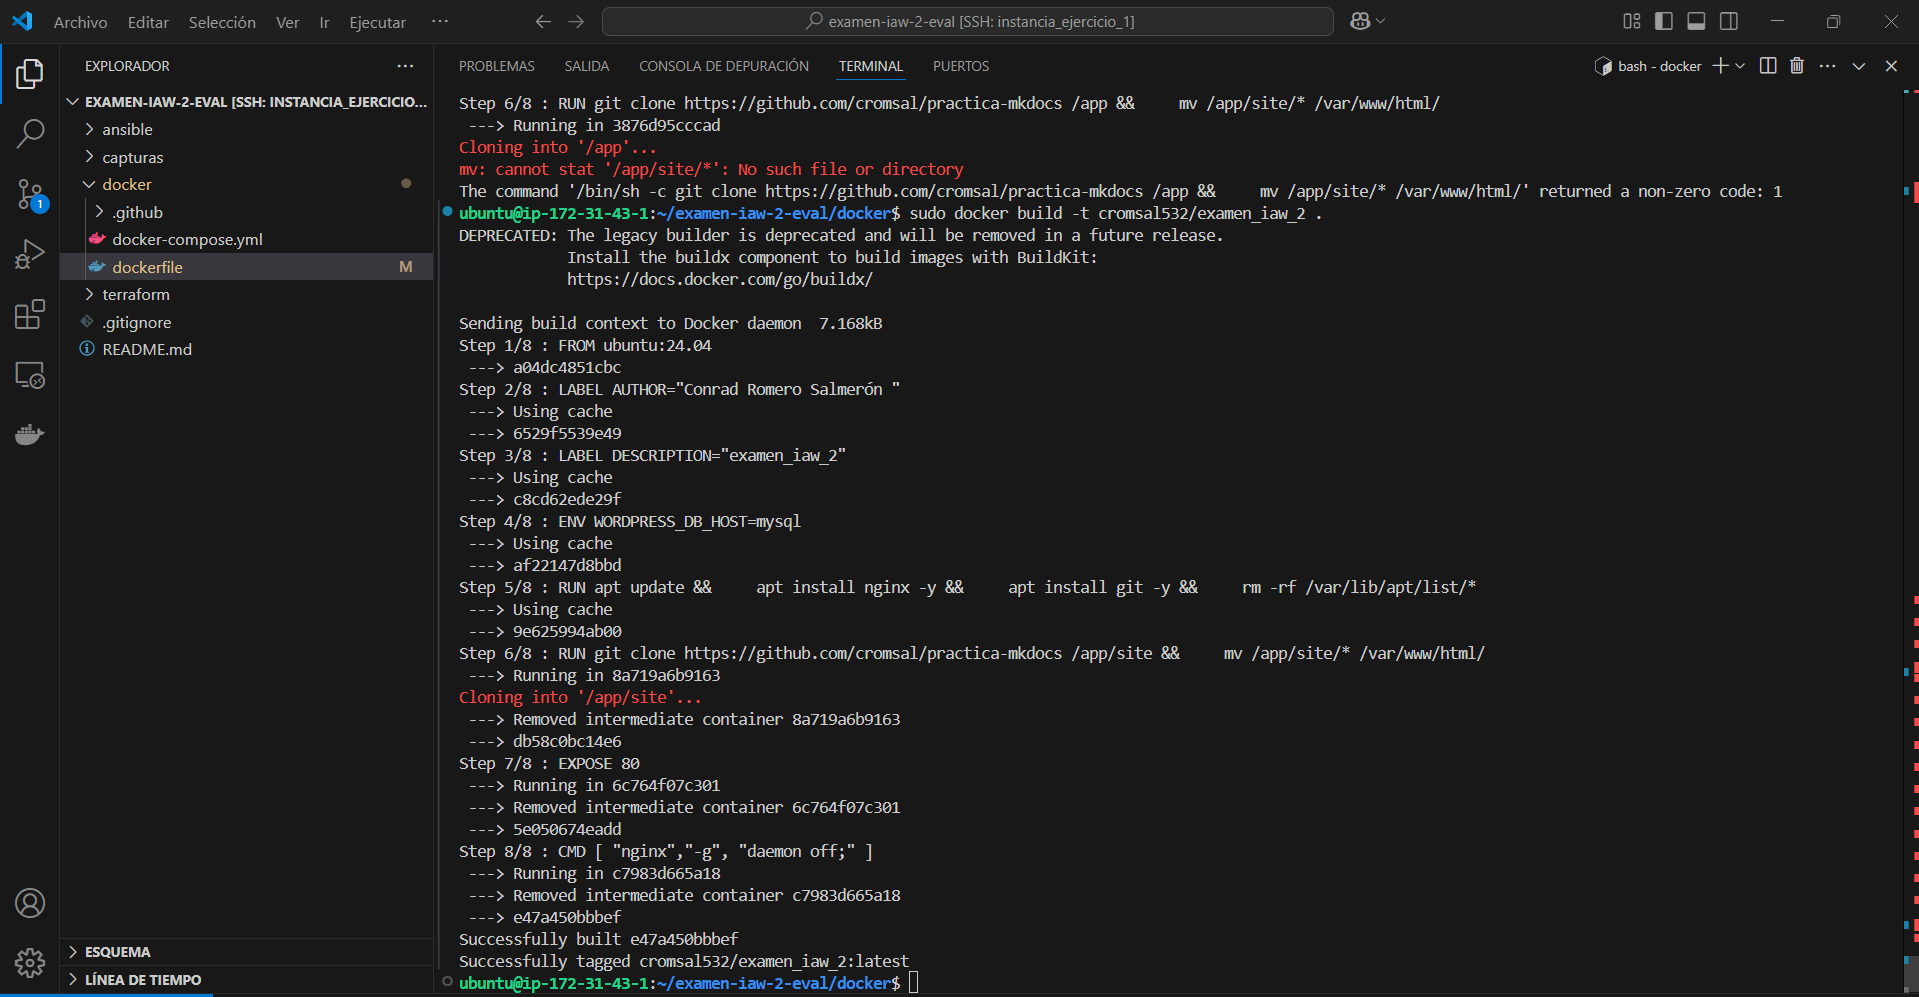 Archivo Editar Selección Ver Ir Ejecutar ···
examen-iaw-2-eval [SSH: instancia_ejercicio_1]
EXPLORADOR ···
EXAMEN-IAW-2-EVAL [SSH: INSTANCIA_EJERCICIO...
ansible
capturas
docker
.github
docker-compose.yml
dockerfile M
terraform
.gitignore
README.md
1
ESQUEMA
LÍNEA DE TIEMPO
PROBLEMAS SALIDA CONSOLA DE DEPURACIÓN TERMINAL PUERTOS
bash - docker
Step 6/8 : RUN git clone https://github.com/cromsal/practica-mkdocs /app &&     mv /app/site/* /var/www/html/
 ---> Running in 3876d95cccad
Cloning into '/app'...
mv: cannot stat '/app/site/*': No such file or directory
The command '/bin/sh -c git clone https://github.com/cromsal/practica-mkdocs /app &&     mv /app/site/* /var/www/html/' returned a non-zero code: 1
ubuntu@ip-172-31-43-1:~/examen-iaw-2-eval/docker$ sudo docker build -t cromsal532/examen_iaw_2 .
DEPRECATED: The legacy builder is deprecated and will be removed in a future release.
            Install the buildx component to build images with BuildKit:
            https://docs.docker.com/go/buildx/
Sending build context to Docker daemon  7.168kB
Step 1/8 : FROM ubuntu:24.04
 ---> a04dc4851cbc
Step 2/8 : LABEL AUTHOR="Conrad Romero Salmerón "
 ---> Using cache
 ---> 6529f5539e49
Step 3/8 : LABEL DESCRIPTION="examen_iaw_2"
 ---> Using cache
 ---> c8cd62ede29f
Step 4/8 : ENV WORDPRESS_DB_HOST=mysql
 ---> Using cache
 ---> af22147d8bbd
Step 5/8 : RUN apt update &&     apt install nginx -y &&     apt install git -y &&     rm -rf /var/lib/apt/list/*
 ---> Using cache
 ---> 9e625994ab00
Step 6/8 : RUN git clone https://github.com/cromsal/practica-mkdocs /app/site &&     mv /app/site/* /var/www/html/
 ---> Running in 8a719a6b9163
Cloning into '/app/site'...
 ---> Removed intermediate container 8a719a6b9163
 ---> db58c0bc14e6
Step 7/8 : EXPOSE 80
 ---> Running in 6c764f07c301
 ---> Removed intermediate container 6c764f07c301
 ---> 5e050674eadd
Step 8/8 : CMD [ "nginx","-g", "daemon off;" ]
 ---> Running in c7983d665a18
 ---> Removed intermediate container c7983d665a18
 ---> e47a450bbbef
Successfully built e47a450bbbef
Successfully tagged cromsal532/examen_iaw_2:latest
ubuntu@ip-172-31-43-1:~/examen-iaw-2-eval/docker$